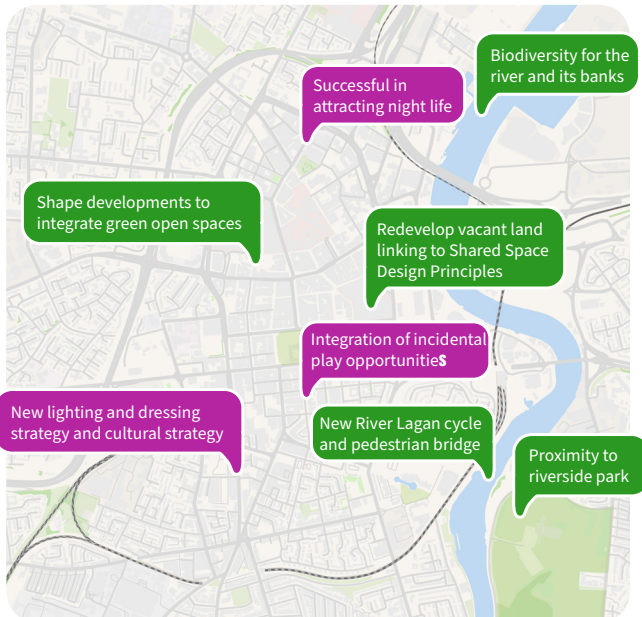 Biodiversity for the
river and its banks
Successful in
attracting night life
Shape developments to
integrate green open spaces
Redevelop vacant land
linking to Shared Space
Design Principles
Integration of incidental
play opportunities
New lighting and dressing
strategy and cultural strategy
New River Lagan cycle
and pedestrian bridge
Proximity to
riverside park